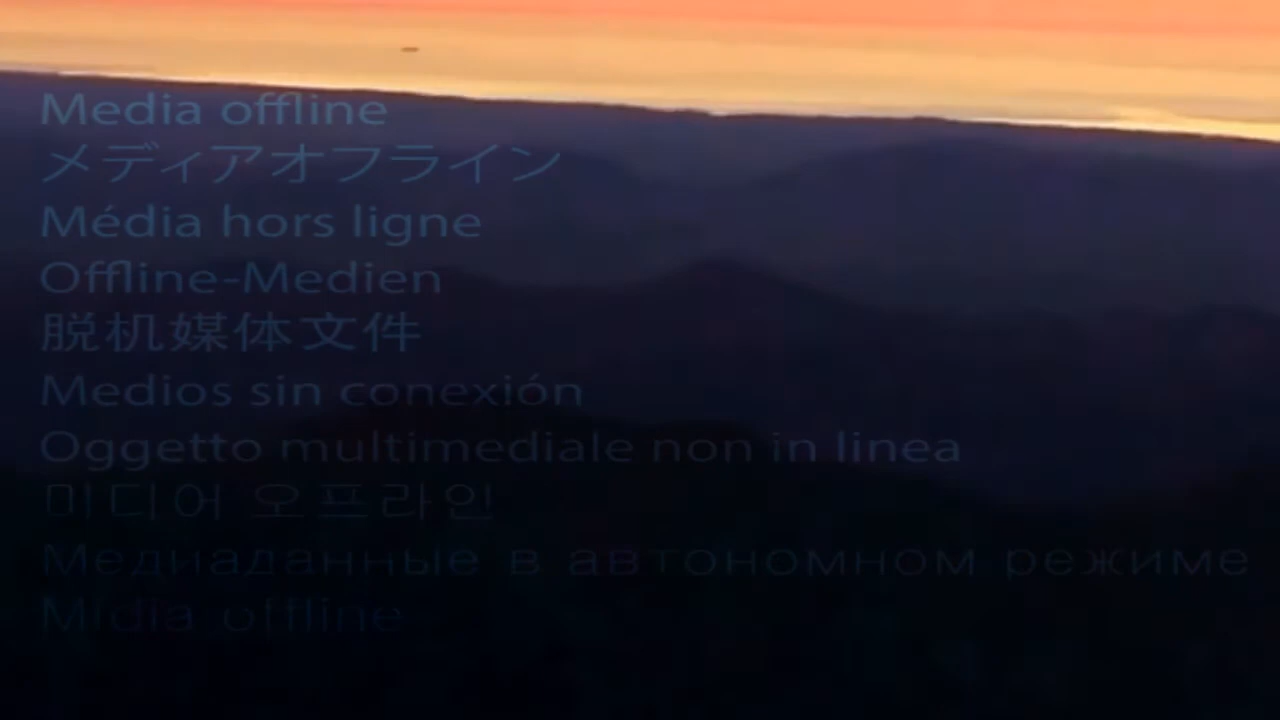 Media offline
メディアオフライン
Média hors ligne
Offline-Medien
脱机媒体文件
Medios sin conexión
Oggetto multimediale non in linea
미디어 오프라인
Медиаданные в автономном режиме
Mídia offline